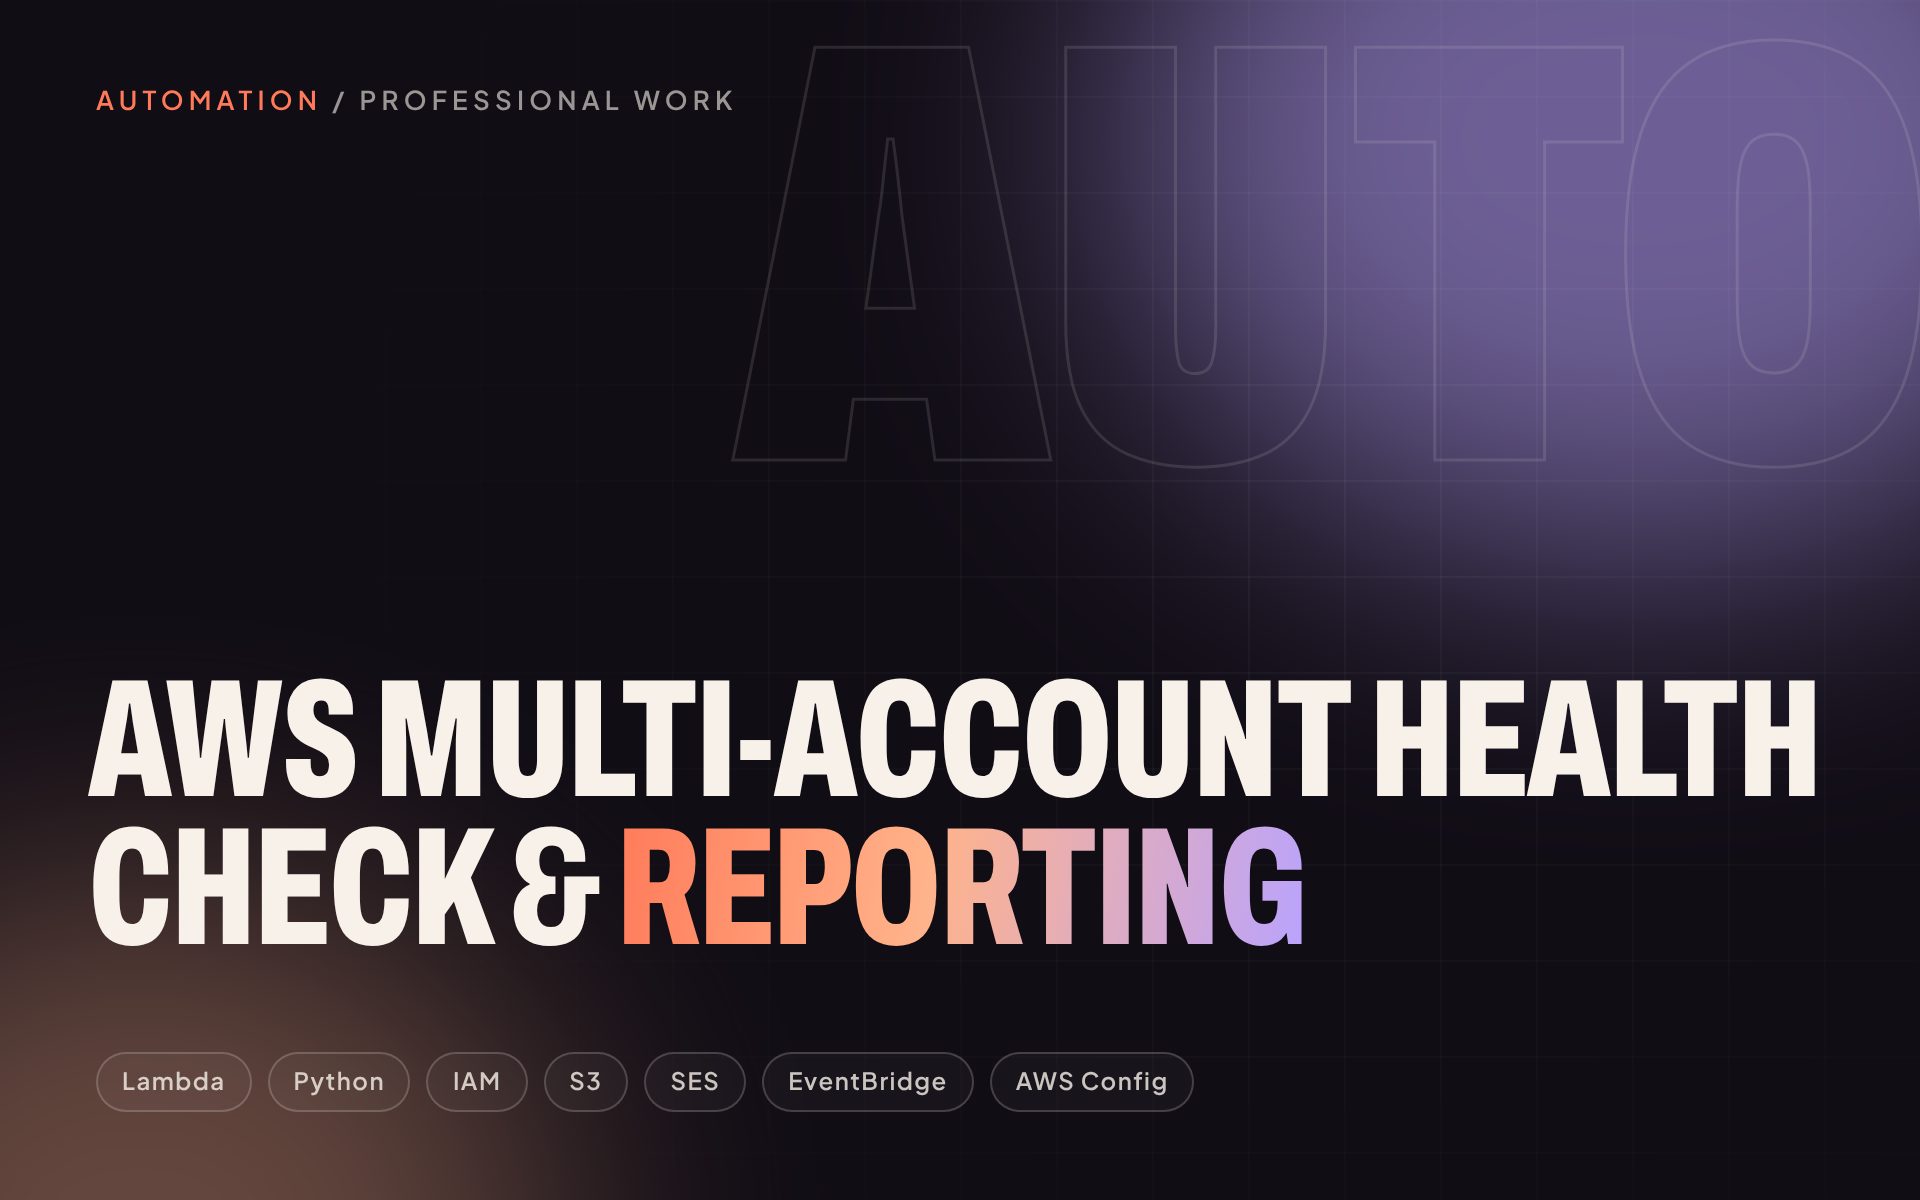 AUTOMATION / PROFESSIONAL WORK
AUTO
AWS MULTI-ACCOUNT HEALTH
CHECK & REPORTING
Lambda Python IAM S3 SES EventBridge AWS Config